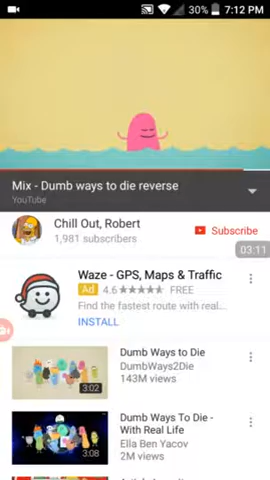 30% 7:12 PM
Mix - Dumb ways to die reverse
YouTube
Chill Out, Robert
1,981 subscribers
Subscribe
03:11
Waze - GPS, Maps & Traffic
Ad 4.6 FREE
Find the fastest route with real...
INSTALL
Dumb Ways to Die
DumbWays2Die
143M views
3:02
Dumb Ways To Die -
With Real Life
Ella Ben Yacov
2M views
3:08